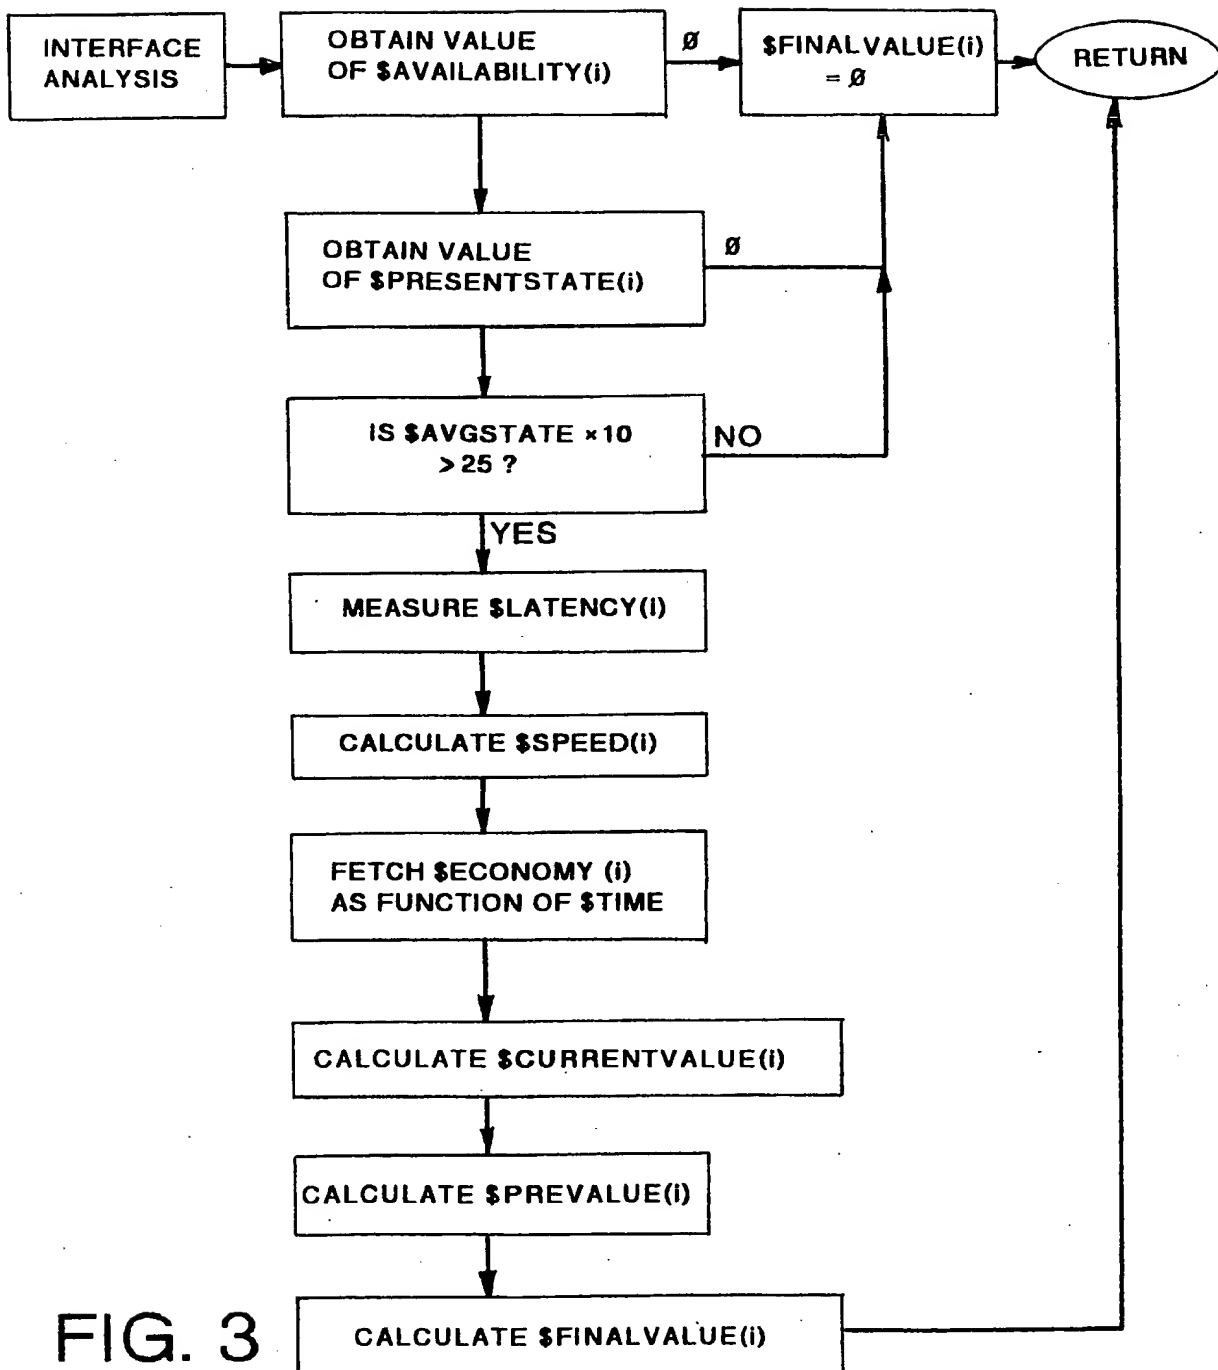 INTERFACE
ANALYSIS
OBTAIN VALUE
OF $AVAILABILITY(i)
Ø
$FINALVALUE(i)
= Ø
RETURN
OBTAIN VALUE
OF $PRESENTSTATE(i)
Ø
IS $AVGSTATE ×10
> 25 ?
NO
YES
MEASURE $LATENCY(i)
CALCULATE $SPEED(i)
FETCH $ECONOMY (i)
AS FUNCTION OF $TIME
CALCULATE $CURRENTVALUE(i)
CALCULATE $PREVALUE(i)
CALCULATE $FINALVALUE(i)
FIG. 3